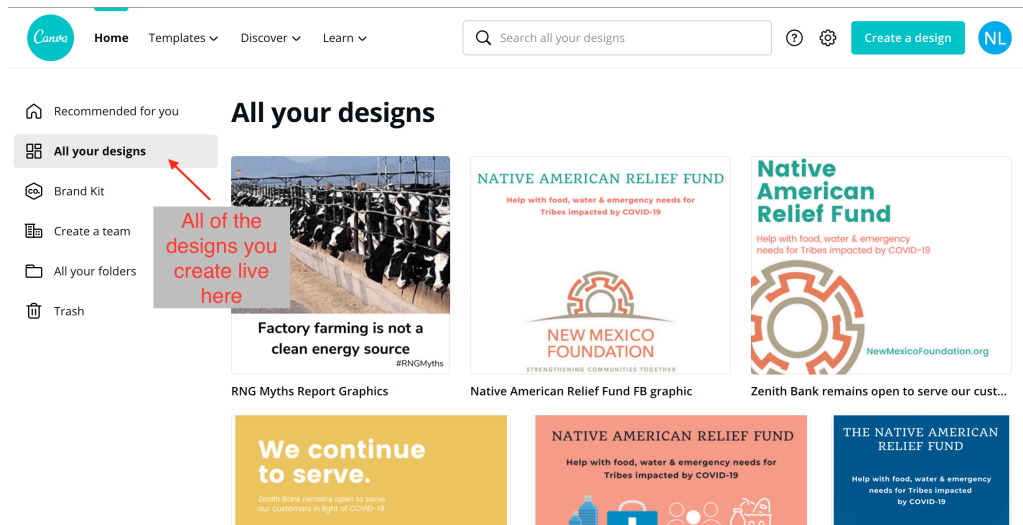 Canva
Home
Templates
Discover
Learn
Search all your designs
?
Create a design
NL
Recommended for you
All your designs
CO.
Brand Kit
Create a team
All your folders
Trash
All of the
designs you
create live
here
All your designs
Factory farming is not a
clean energy source
#RNGMyths
RNG Myths Report Graphics
NATIVE AMERICAN RELIEF FUND
Help with food, water & emergency needs for
Tribes impacted by COVID-19
NEW MEXICO
FOUNDATION
STRENGTHENING COMMUNITIES TOGETHER
Native American Relief Fund FB graphic
Native
American
Relief Fund
Help with food, water & emergency
needs for Tribes impacted by COVID-19
NewMexicoFoundation.org
Zenith Bank remains open to serve our cust...
We continue
to serve.
Zenith Bank remains open to serve
our customers in light of COVID-19.
NATIVE AMERICAN RELIEF FUND
Help with food, water & emergency needs for
Tribes impacted by COVID-19
THE NATIVE AMERICAN
RELIEF FUND
Help with food, water & emergency
needs for Tribes impacted
by COVID-19